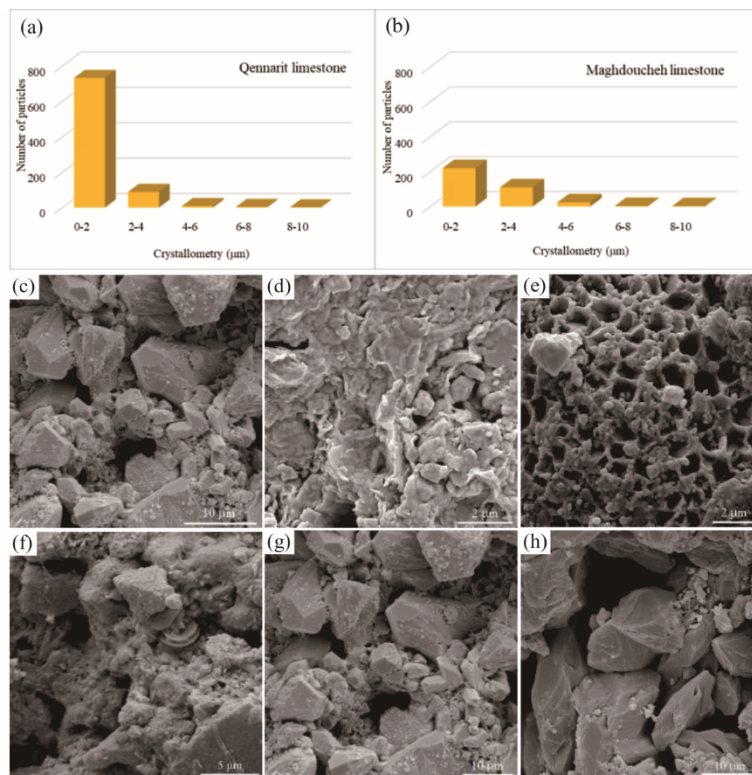 (a)
Qennarit limestone
Number of particles
800
600
400
200
0
0-2 2-4 4-6 6-8 8-10
Crystallometry (µm)
(b)
Maghdoucheh limestone
Number of particles
800
600
400
200
0
0-2 2-4 4-6 6-8 8-10
Crystallometry (µm)
(c)
10 µm
(d)
2 µm
(e)
2 µm
(f)
5 µm
(g)
10 µm
(h)
10 µm